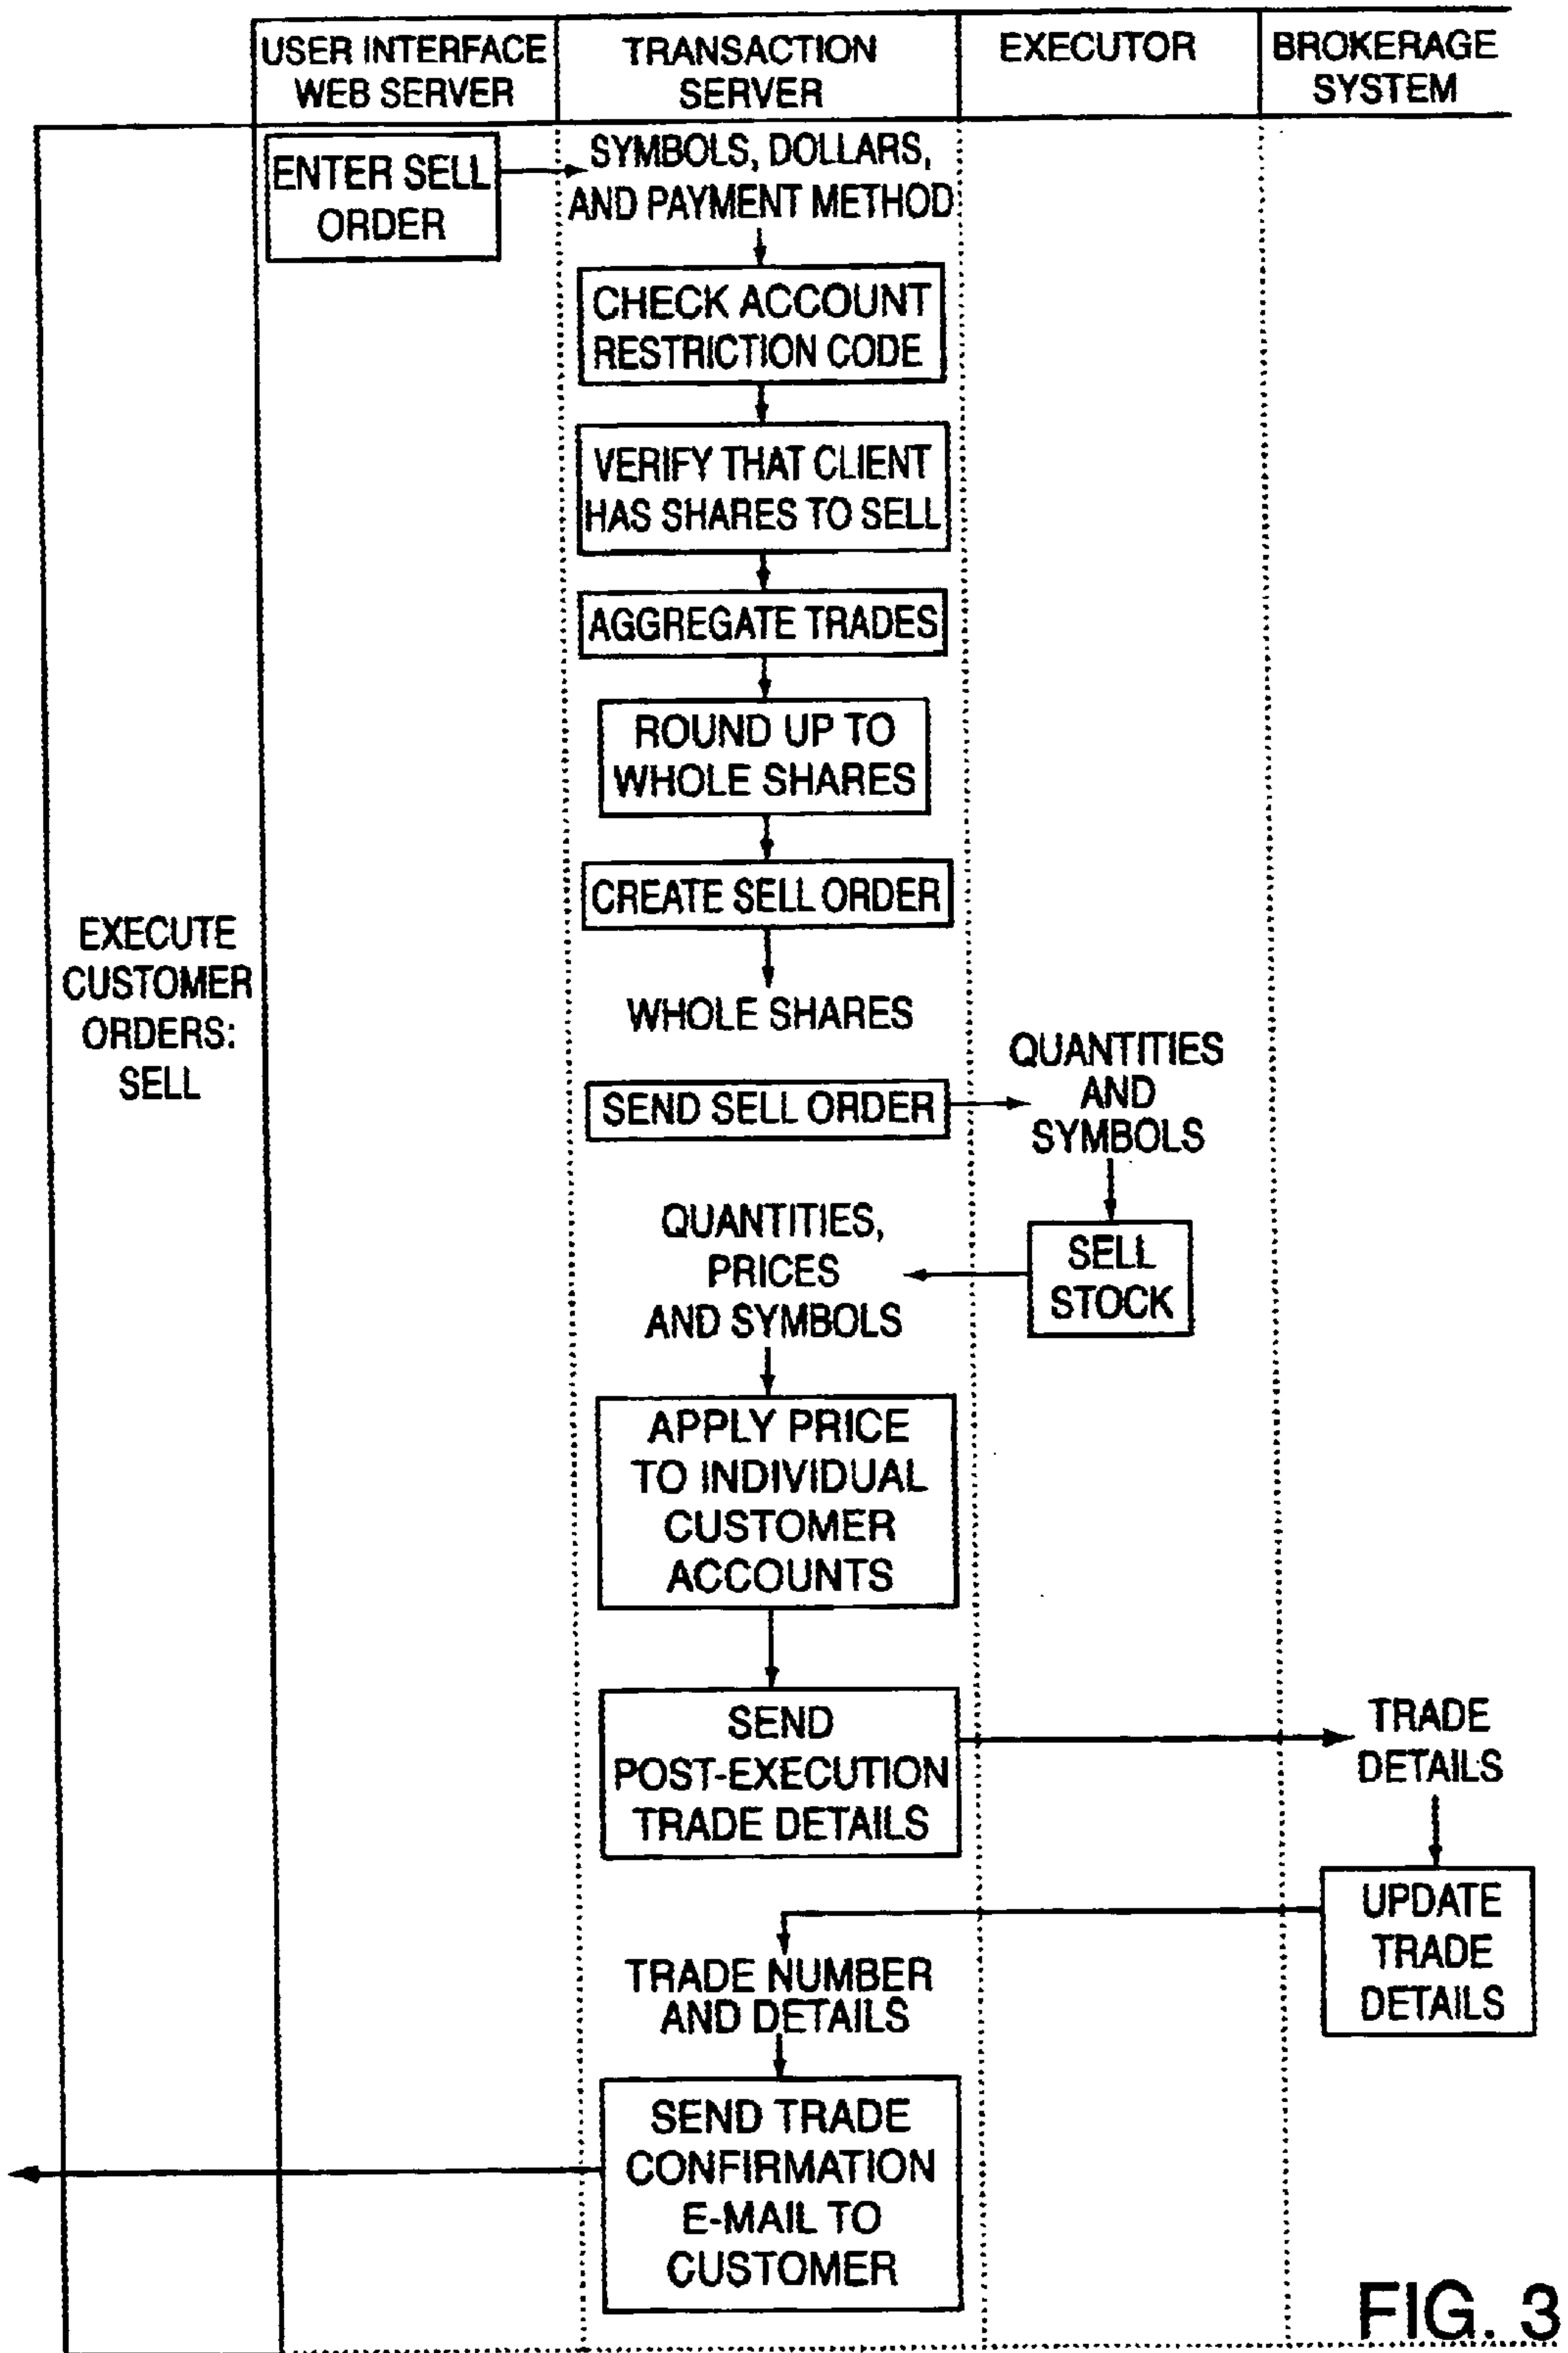 USER INTERFACE
WEB SERVER
TRANSACTION
SERVER
EXECUTOR
BROKERAGE
SYSTEM
ENTER SELL
ORDER
SYMBOLS, DOLLARS,
AND PAYMENT METHOD
CHECK ACCOUNT
RESTRICTION CODE
VERIFY THAT CLIENT
HAS SHARES TO SELL
AGGREGATE TRADES
ROUND UP TO
WHOLE SHARES
CREATE SELL ORDER
EXECUTE
CUSTOMER
ORDERS:
SELL
WHOLE SHARES
SEND SELL ORDER
QUANTITIES
AND
SYMBOLS
SELL
STOCK
QUANTITIES,
PRICES
AND SYMBOLS
APPLY PRICE
TO INDIVIDUAL
CUSTOMER
ACCOUNTS
SEND
POST-EXECUTION
TRADE DETAILS
TRADE
DETAILS
UPDATE
TRADE
DETAILS
TRADE NUMBER
AND DETAILS
SEND TRADE
CONFIRMATION
E-MAIL TO
CUSTOMER
FIG. 3